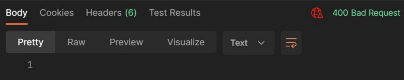 Body Cookies Headers (6) Test Results 400 Bad Request
Pretty Raw Preview Visualize Text
1